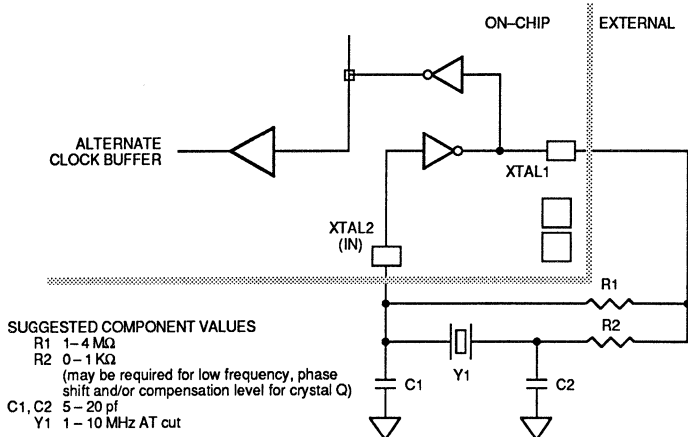 ON–CHIP
EXTERNAL
ALTERNATE
CLOCK BUFFER
XTAL1
XTAL2
(IN)
R1
R2
Y1
C1
C2
SUGGESTED COMPONENT VALUES
R1 1–4 MΩ
R2 0–1 KΩ
(may be required for low frequency, phase
shift and/or compensation level for crystal Q)
C1, C2 5–20 pf
Y1 1–10 MHz AT cut